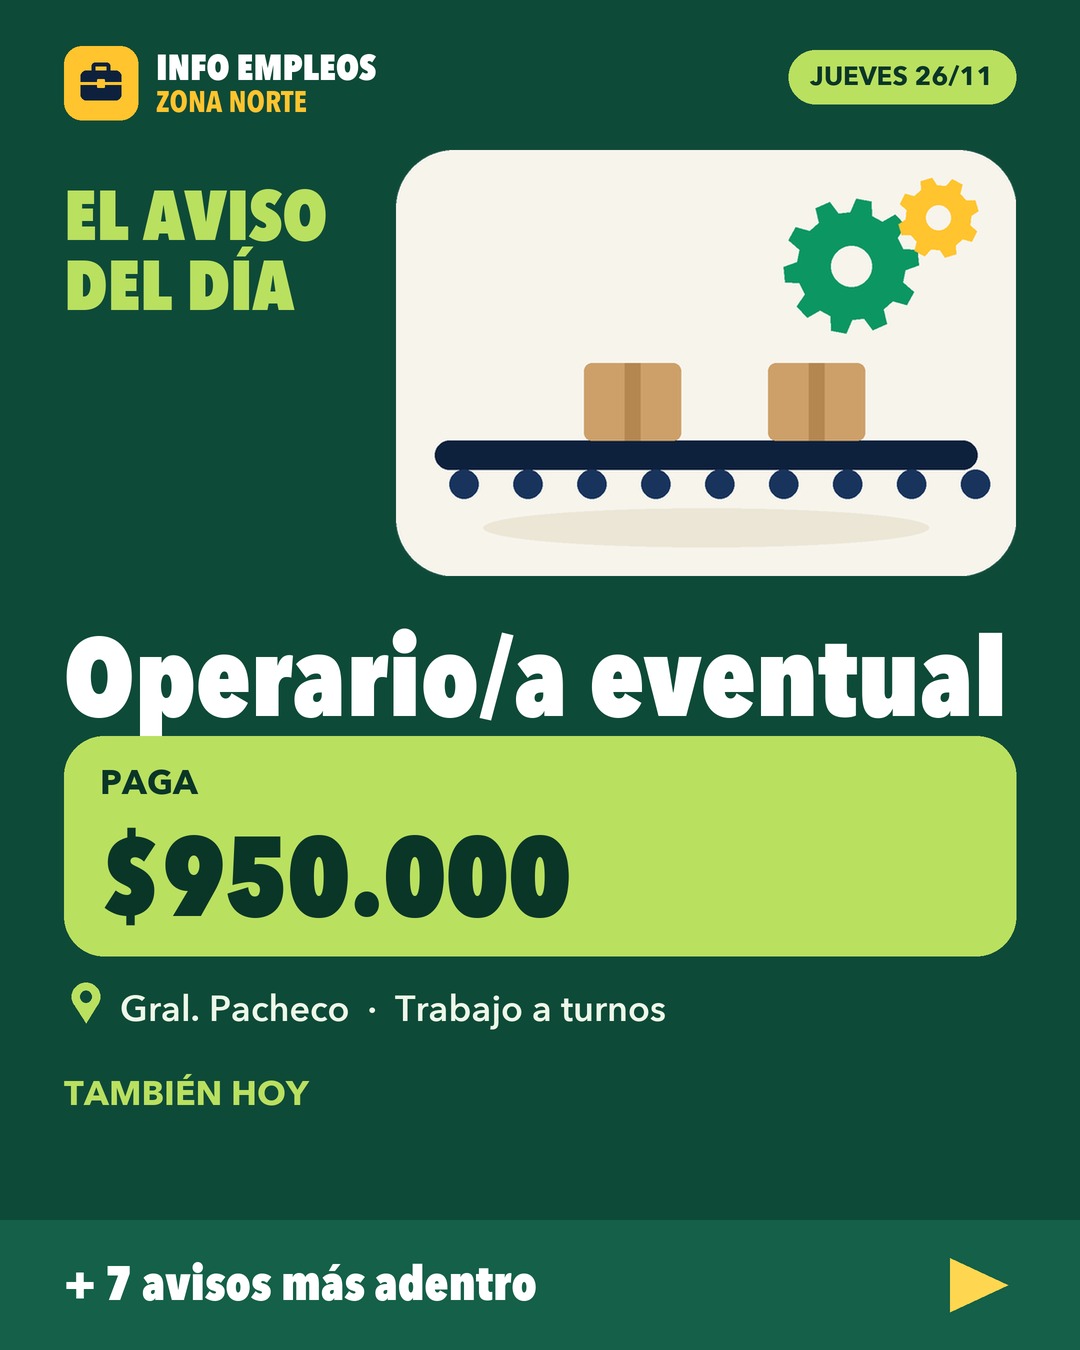 INFO EMPLEOS
ZONA NORTE
JUEVES 26/11
EL AVISO
DEL DÍA
Operario/a eventual
PAGA
$950.000
Gral. Pacheco · Trabajo a turnos
TAMBIÉN HOY
+ 7 avisos más adentro